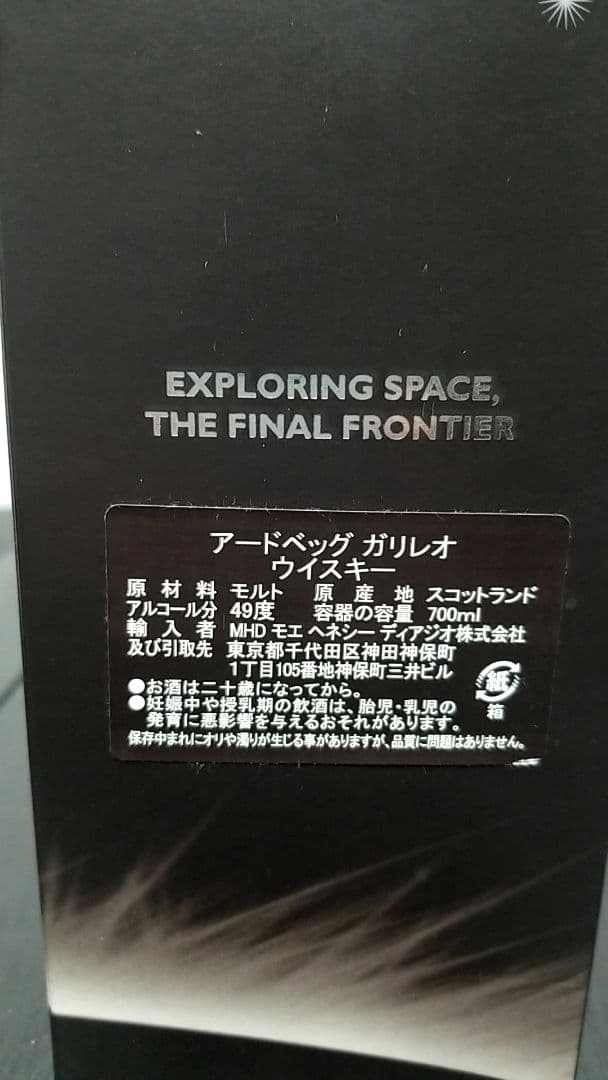 EXPLORING SPACE,
THE FINAL FRONTIER
アードベッグ ガリレオ
ウイスキー
原材料 モルト 原産地 スコットランド
アルコール分 49度 容器の容量 700ml
輸入者 MHD モエ ヘネシー ディアジオ株式会社
及び引取先 東京都千代田区神田神保町
1丁目105番地神保町三井ビル
●お酒は二十歳になってから。
●妊娠中や授乳期の飲酒は、胎児・乳児の
発育に悪影響を与えるおそれがあります。
保存中まれにオリや濁りが生じる事がありますが、品質に問題はありません。
紙
箱